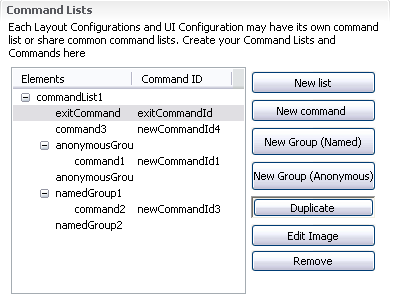 Command Lists
Each Layout Configurations and UI Configuration may have its own command
list or share common command lists. Create your Command Lists and
Commands here
Elements Command ID
commandList1
exitCommand exitCommandId
command3 newCommandId4
anonymousGrou
command1 newCommandId1
anonymousGrou
namedGroup1
command2 newCommandId3
namedGroup2
New list
New command
New Group (Named)
New Group (Anonymous)
Duplicate
Edit Image
Remove